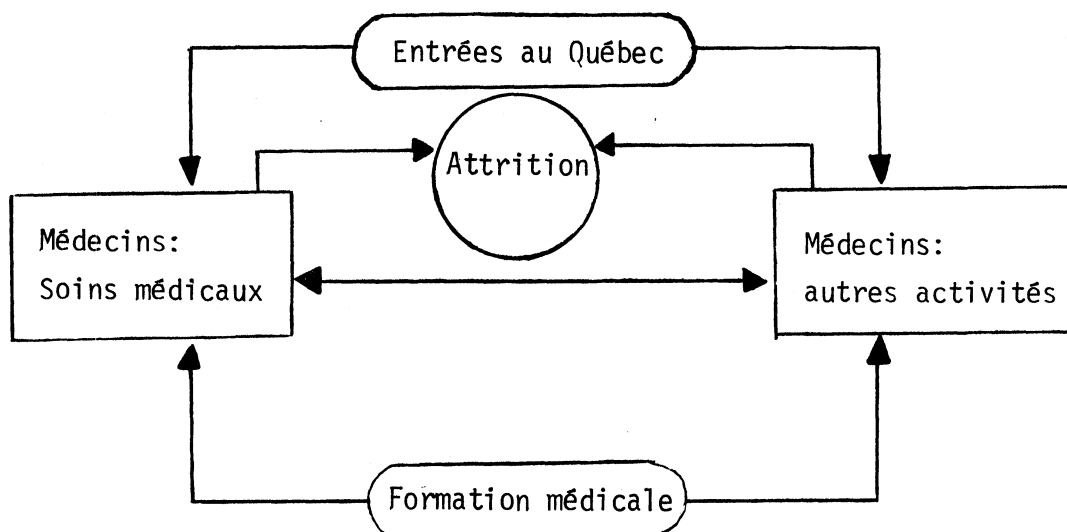 Entrées au Québec
Attrition
Médecins:
Soins médicaux
Médecins:
autres activités
Formation médicale